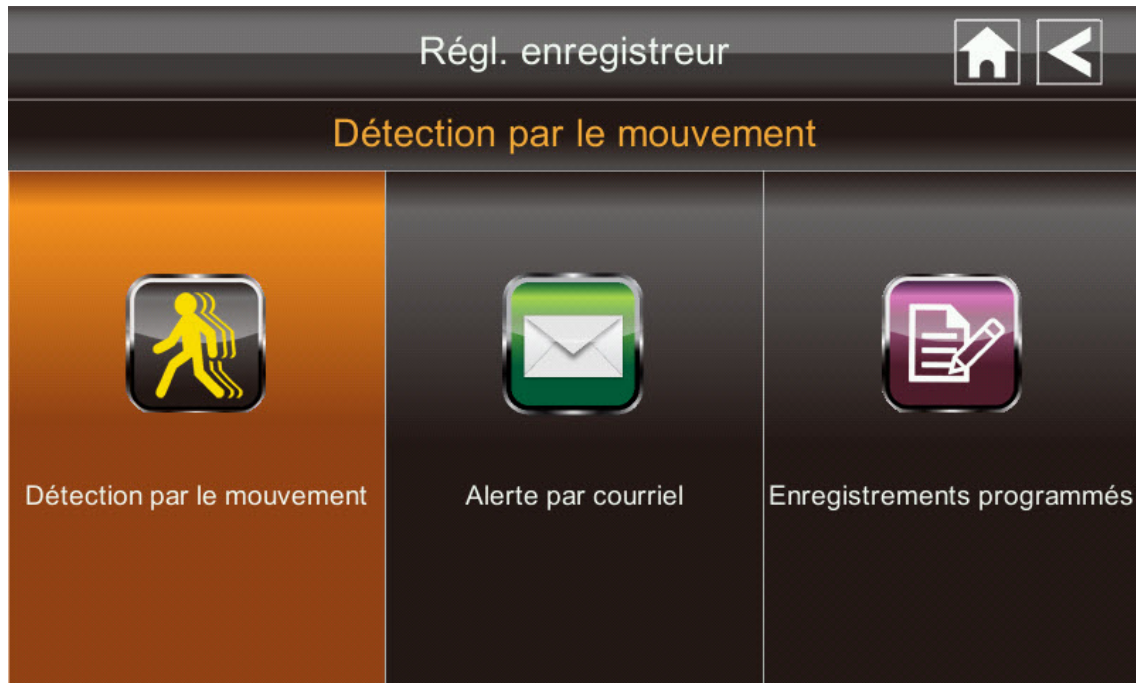 Régl. enregistreur
Détection par le mouvement
Détection par le mouvement
Alerte par courriel
Enregistrements programmés